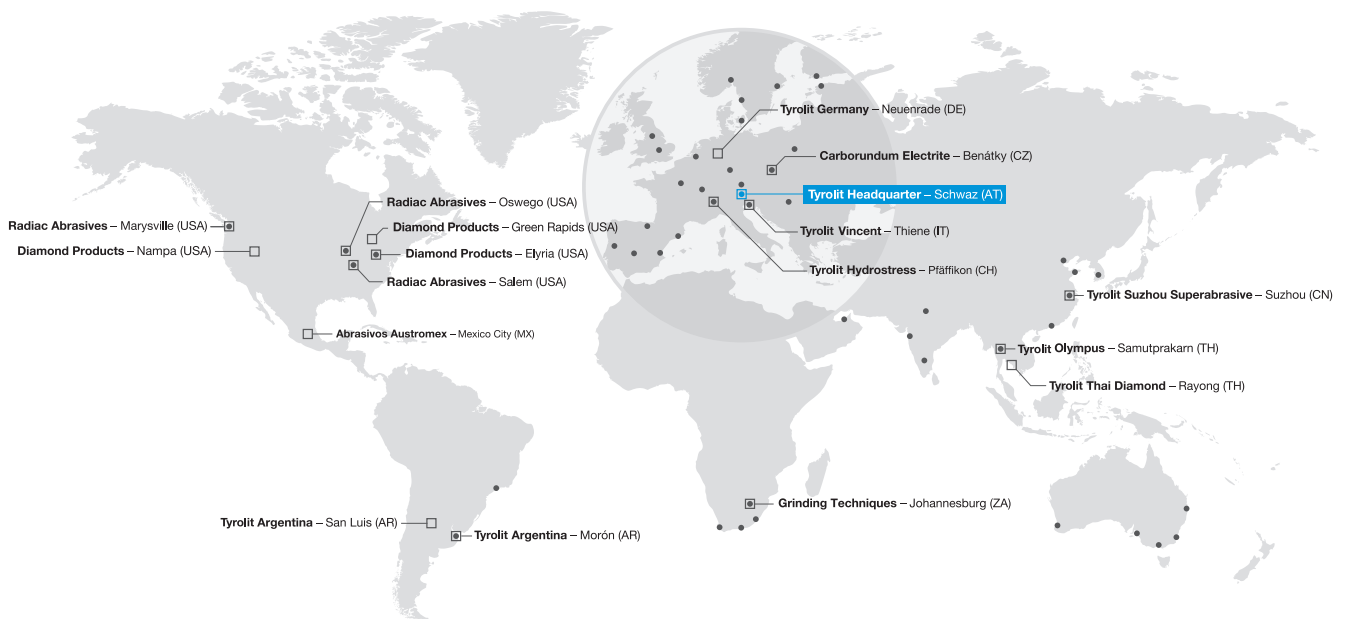 Tyrolit Germany – Neuenrade (DE)
Carborundum Electrite – Benátky (CZ)
Tyrolit Headquarter – Schwaz (AT)
Radiac Abrasives – Oswego (USA)
Radiac Abrasives – Marysville (USA)
Diamond Products – Green Rapids (USA)
Tyrolit Vincent – Thiene (IT)
Diamond Products – Nampa (USA)
Diamond Products – Elyria (USA)
Tyrolit Hydrostress – Pfäffikon (CH)
Radiac Abrasives – Salem (USA)
Tyrolit Suzhou Superabrasive – Suzhou (CN)
Abrasivos Austromex – Mexico City (MX)
Tyrolit Olympus – Samutprakarn (TH)
Tyrolit Thai Diamond – Rayong (TH)
Grinding Techniques – Johannesburg (ZA)
Tyrolit Argentina – San Luis (AR)
Tyrolit Argentina – Morón (AR)